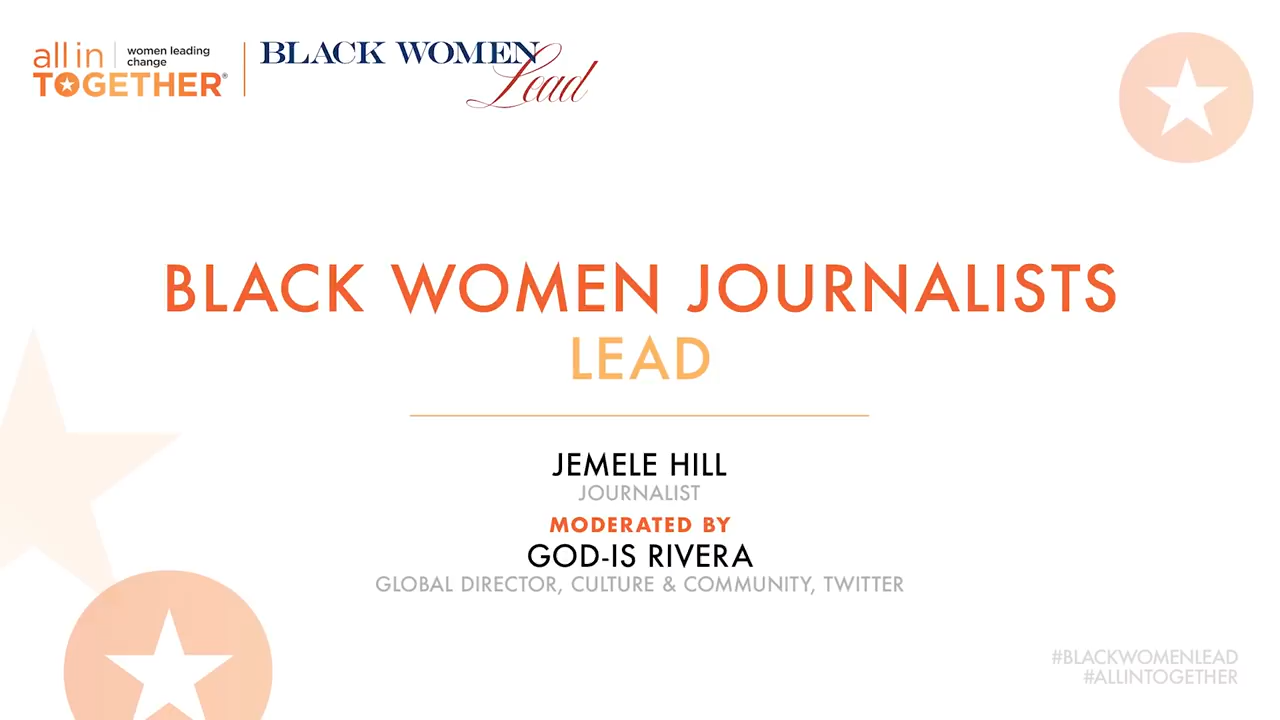 all in
TOGETHER®
women leading
change
BLACK WOMEN
Lead
BLACK WOMEN JOURNALISTS
LEAD
JEMELE HILL
JOURNALIST
MODERATED BY
GOD-IS RIVERA
GLOBAL DIRECTOR, CULTURE & COMMUNITY, TWITTER
#BLACKWOMENLEAD
#ALLINTOGETHER